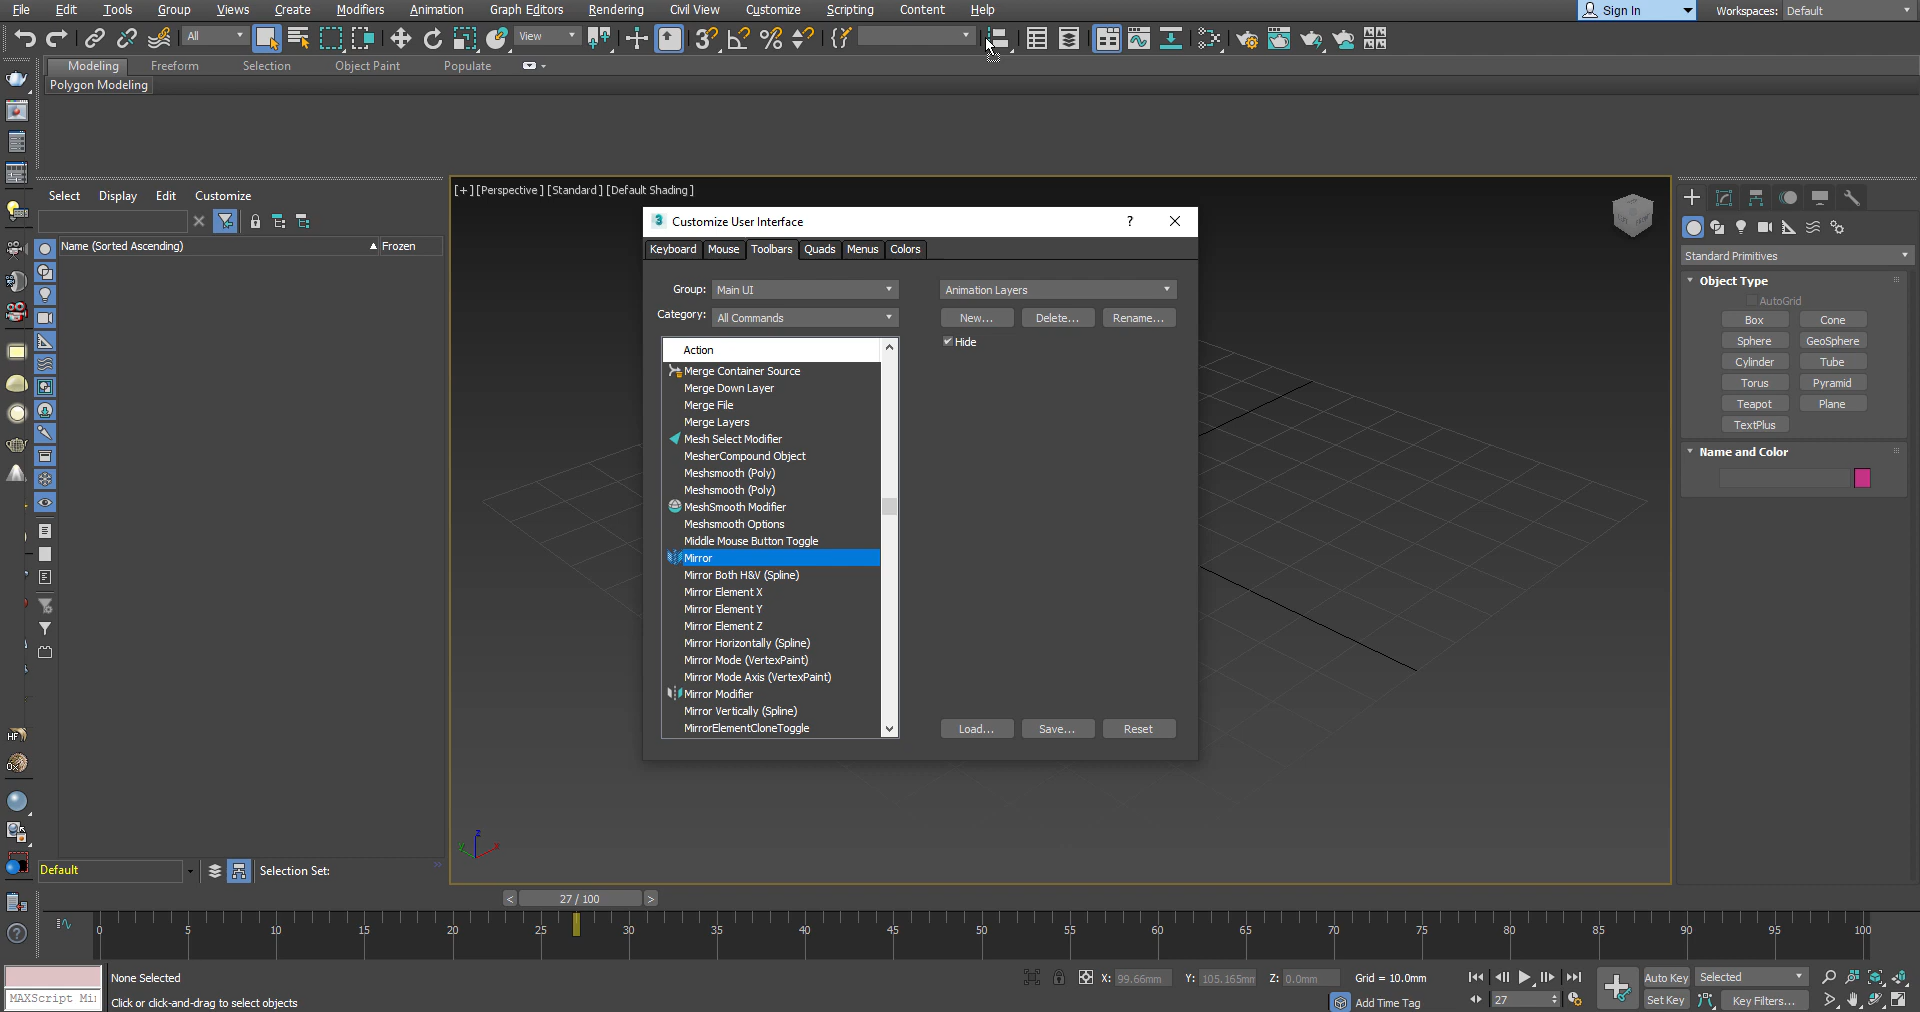 File Edit Tools Group Views Create Modifiers Animation Graph Editors Rendering Civil View Customize Scripting Content Help Sign In Workspaces: Default
All View
Modeling Freeform Selection Object Paint Populate
Polygon Modeling
Select Display Edit Customize
Name (Sorted Ascending) Frozen
[+] [Perspective] [Standard] [Default Shading]
3 Customize User Interface ?
Keyboard Mouse Toolbars Quads Menus Colors
Group: Main UI
Category: All Commands
Action
Merge Container Source
Merge Down Layer
Merge File
Merge Layers
Mesh Select Modifier
MesherCompound Object
Meshsmooth (Poly)
Meshsmooth (Poly)
MeshSmooth Modifier
Meshsmooth Options
Middle Mouse Button Toggle
Mirror
Mirror Both H&V (Spline)
Mirror Element X
Mirror Element Y
Mirror Element Z
Mirror Horizontally (Spline)
Mirror Mode (VertexPaint)
Mirror Mode Axis (VertexPaint)
Mirror Modifier
Mirror Vertically (Spline)
MirrorElementCloneToggle
Animation Layers
New... Delete... Rename...
Hide
Load... Save... Reset
Standard Primitives
Object Type
AutoGrid
Box Cone
Sphere GeoSphere
Cylinder Tube
Torus Pyramid
Teapot Plane
TextPlus
Name and Color
HF
z
y x
Default Selection Set:
< 27 / 100 >
0 5 10 15 20 25 30 35 40 45 50 55 60 65 70 75 80 85 90 95 100
None Selected X: 99.66mm Y: 105.165mm Z: 0.0mm Grid = 10.0mm Auto Key Selected
MAXScript Mi Click or click-and-drag to select objects Add Time Tag 27 Set Key Key Filters...